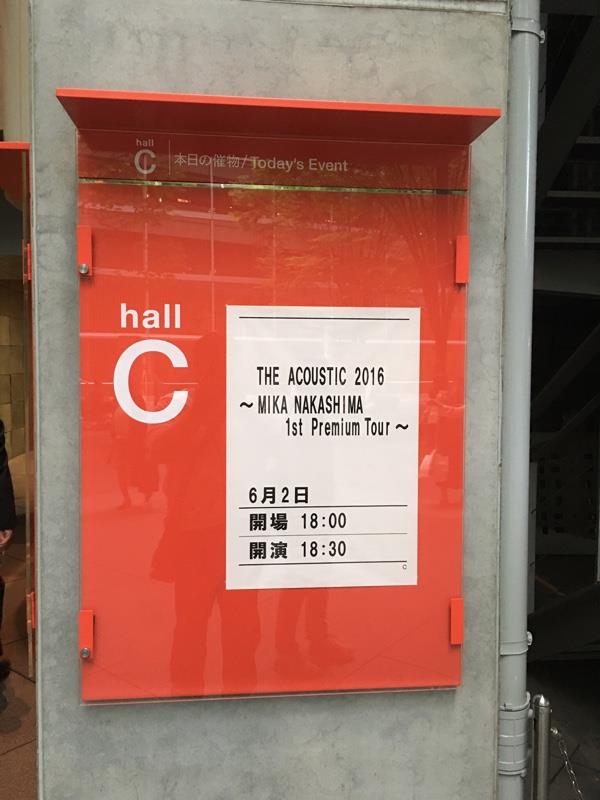 hall
C
本日の催物/Today's Event
hall
C
THE ACOUSTIC 2016
～MIKA NAKASHIMA
1st Premium Tour～
6月2日
開場 18:00
開演 18:30
C